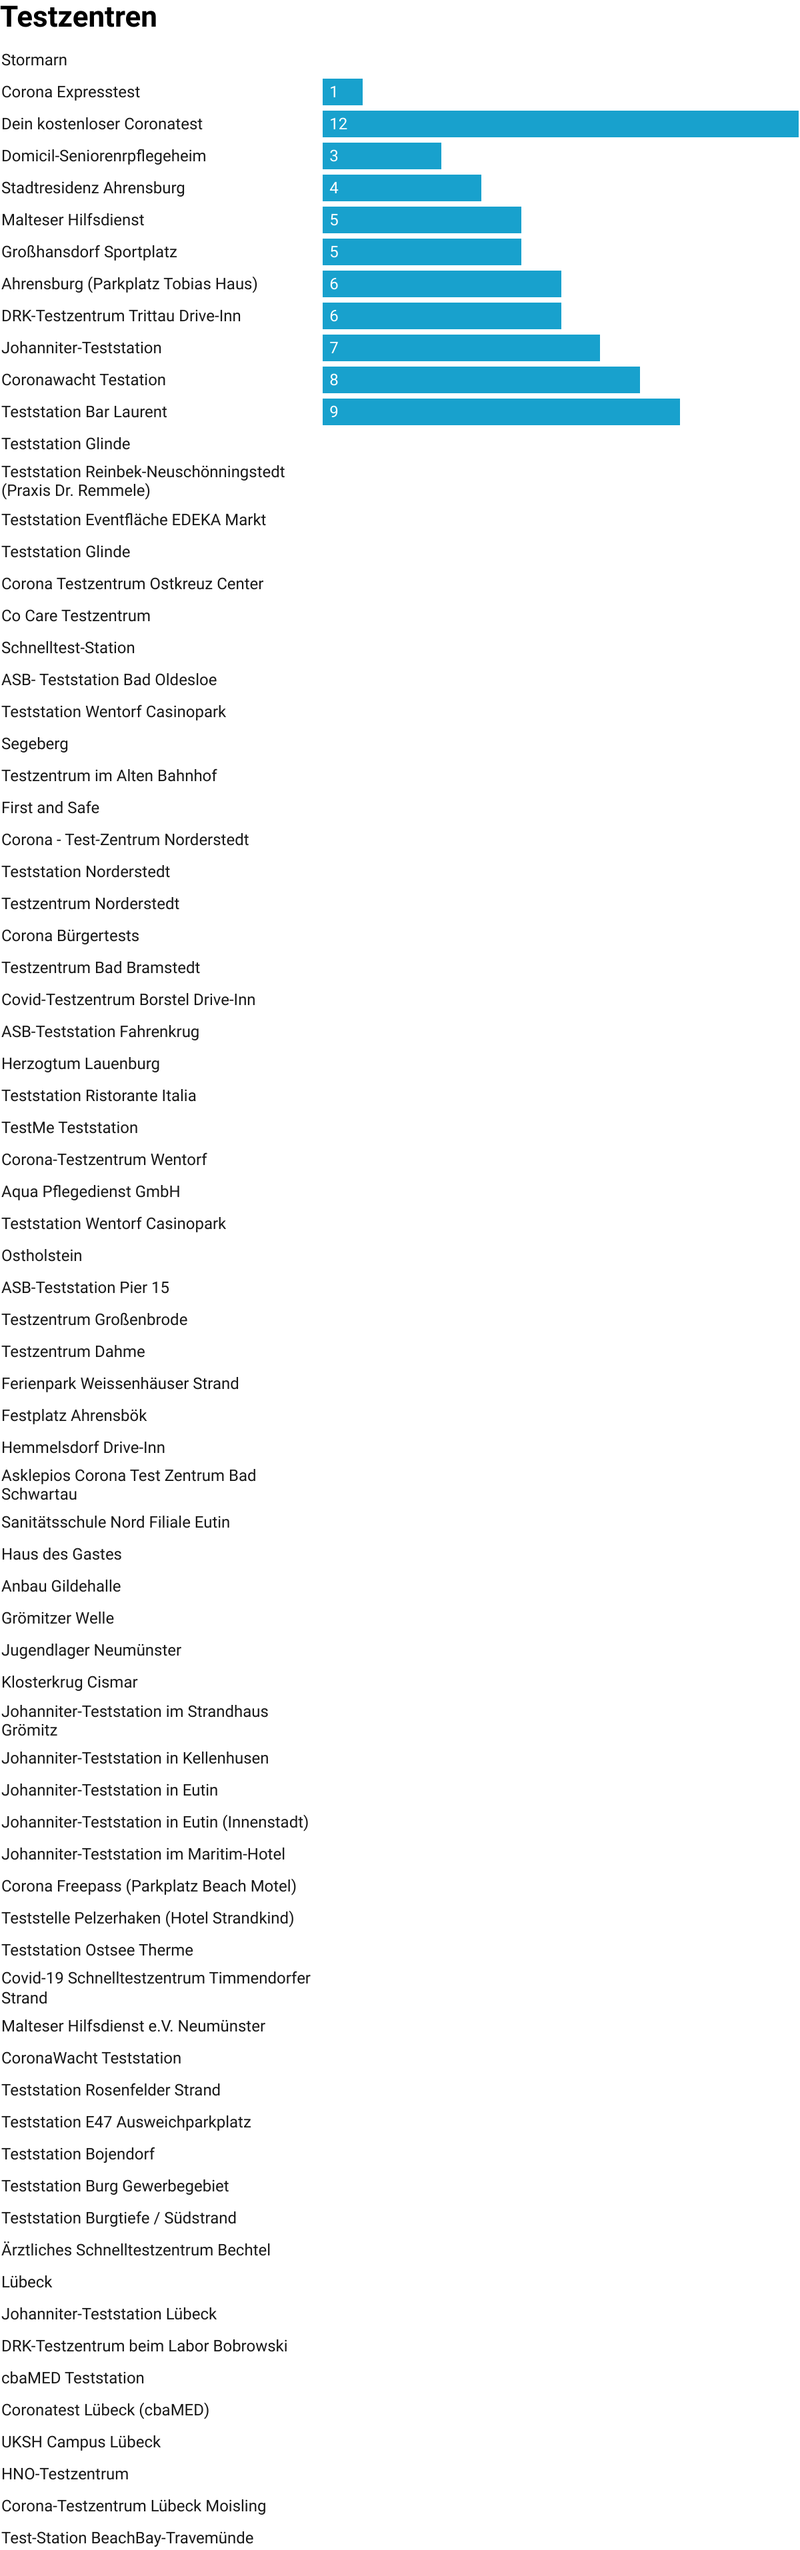 Testzentren
Stormarn
Corona Expresstest
1
Dein kostenloser Coronatest
12
Domicil-Seniorenrpflegeheim
3
Stadtresidenz Ahrensburg
4
Malteser Hilfsdienst
5
Großhansdorf Sportplatz
5
Ahrensburg (Parkplatz Tobias Haus)
6
DRK-Testzentrum Trittau Drive-Inn
6
Johanniter-Teststation
7
Coronawacht Testation
8
Teststation Bar Laurent
9
Teststation Glinde
Teststation Reinbek-Neuschönningstedt
(Praxis Dr. Remmele)
Teststation Eventfläche EDEKA Markt
Teststation Glinde
Corona Testzentrum Ostkreuz Center
Co Care Testzentrum
Schnelltest-Station
ASB- Teststation Bad Oldesloe
Teststation Wentorf Casinopark
Segeberg
Testzentrum im Alten Bahnhof
First and Safe
Corona - Test-Zentrum Norderstedt
Teststation Norderstedt
Testzentrum Norderstedt
Corona Bürgertests
Testzentrum Bad Bramstedt
Covid-Testzentrum Borstel Drive-Inn
ASB-Teststation Fahrenkrug
Herzogtum Lauenburg
Teststation Ristorante Italia
TestMe Teststation
Corona-Testzentrum Wentorf
Aqua Pflegedienst GmbH
Teststation Wentorf Casinopark
Ostholstein
ASB-Teststation Pier 15
Testzentrum Großenbrode
Testzentrum Dahme
Ferienpark Weissenhäuser Strand
Festplatz Ahrensbök
Hemmelsdorf Drive-Inn
Asklepios Corona Test Zentrum Bad
Schwartau
Sanitätsschule Nord Filiale Eutin
Haus des Gastes
Anbau Gildehalle
Grömitzer Welle
Jugendlager Neumünster
Klosterkrug Cismar
Johanniter-Teststation im Strandhaus
Grömitz
Johanniter-Teststation in Kellenhusen
Johanniter-Teststation in Eutin
Johanniter-Teststation in Eutin (Innenstadt)
Johanniter-Teststation im Maritim-Hotel
Corona Freepass (Parkplatz Beach Motel)
Teststelle Pelzerhaken (Hotel Strandkind)
Teststation Ostsee Therme
Covid-19 Schnelltestzentrum Timmendorfer
Strand
Malteser Hilfsdienst e.V. Neumünster
CoronaWacht Teststation
Teststation Rosenfelder Strand
Teststation E47 Ausweichparkplatz
Teststation Bojendorf
Teststation Burg Gewerbegebiet
Teststation Burgtiefe / Südstrand
Ärztliches Schnelltestzentrum Bechtel
Lübeck
Johanniter-Teststation Lübeck
DRK-Testzentrum beim Labor Bobrowski
cbaMED Teststation
Coronatest Lübeck (cbaMED)
UKSH Campus Lübeck
HNO-Testzentrum
Corona-Testzentrum Lübeck Moisling
Test-Station BeachBay-Travemünde